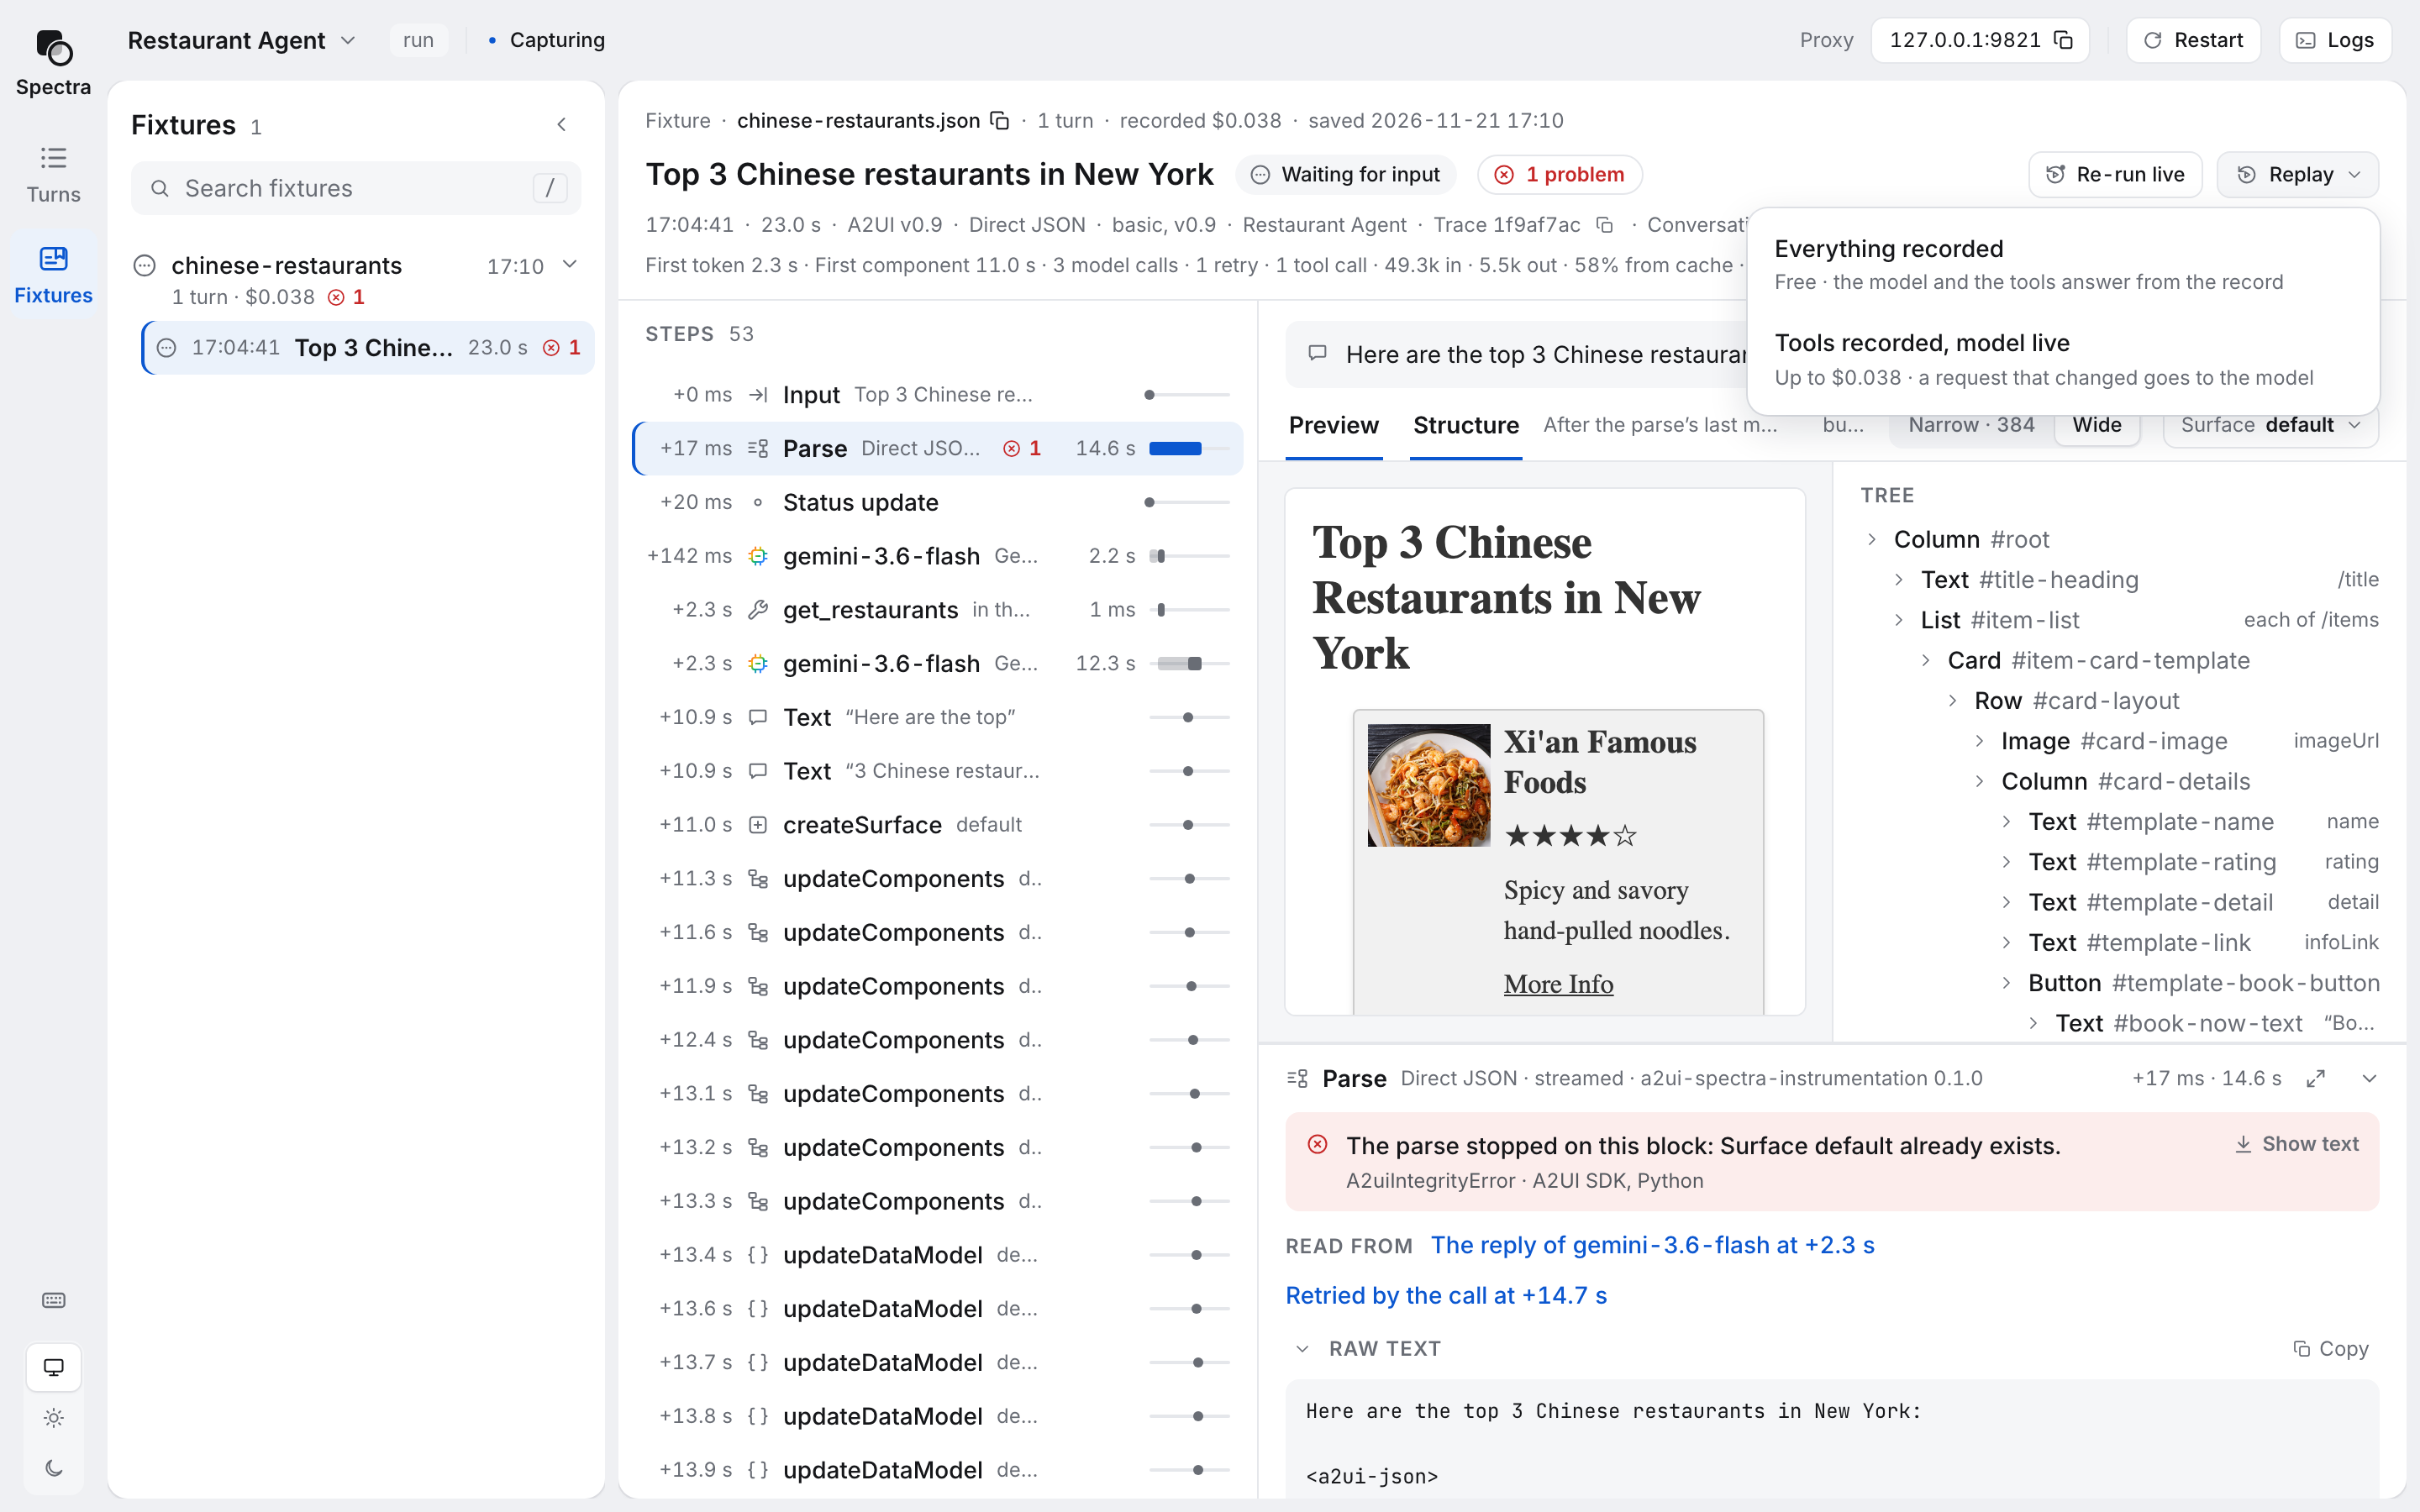 Spectra
Turns
Fixtures
Restaurant Agent
run
Capturing
Proxy
127.0.0.1:9821
Restart
Logs
Fixtures 1
Search fixtures /
chinese-restaurants 17:10
1 turn · $0.038 1
17:04:41 Top 3 Chine... 23.0 s 1
Fixture · chinese-restaurants.json · 1 turn · recorded $0.038 · saved 2026-11-21 17:10
Top 3 Chinese restaurants in New York
Waiting for input
1 problem
Re-run live
Replay
17:04:41 · 23.0 s · A2UI v0.9 · Direct JSON · basic, v0.9 · Restaurant Agent · Trace 1f9af7ac · Conversati
First token 2.3 s · First component 11.0 s · 3 model calls · 1 retry · 1 tool call · 49.3k in · 5.5k out · 58% from cache ·
Everything recorded
Free · the model and the tools answer from the record
Tools recorded, model live
Up to $0.038 · a request that changed goes to the model
STEPS 53
+0 ms Input Top 3 Chinese re...
+17 ms Parse Direct JSO... 1 14.6 s
+20 ms Status update
+142 ms gemini-3.6-flash Ge... 2.2 s
+2.3 s get_restaurants in th... 1 ms
+2.3 s gemini-3.6-flash Ge... 12.3 s
+10.9 s Text “Here are the top”
+10.9 s Text “3 Chinese restaur...
+11.0 s createSurface default
+11.3 s updateComponents d..
+11.6 s updateComponents d..
+11.9 s updateComponents d..
+12.4 s updateComponents d..
+13.1 s updateComponents d..
+13.2 s updateComponents d..
+13.3 s updateComponents d..
+13.4 s updateDataModel de...
+13.6 s updateDataModel de...
+13.7 s updateDataModel de...
+13.8 s updateDataModel de...
+13.9 s updateDataModel de...
Here are the top 3 Chinese restaurar
Preview
Structure
After the parse’s last m...
bu...
Narrow · 384
Wide
Surface default
Top 3 Chinese
Restaurants in New
York
Xi'an Famous
Foods
★★★★☆
Spicy and savory
hand-pulled noodles.
More Info
TREE
Column #root
Text #title-heading /title
List #item-list each of /items
Card #item-card-template
Row #card-layout
Image #card-image imageUrl
Column #card-details
Text #template-name name
Text #template-rating rating
Text #template-detail detail
Text #template-link infoLink
Button #template-book-button
Text #book-now-text “Bo...
Parse Direct JSON · streamed · a2ui-spectra-instrumentation 0.1.0 +17 ms · 14.6 s
The parse stopped on this block: Surface default already exists.
Show text
A2uiIntegrityError · A2UI SDK, Python
READ FROM The reply of gemini-3.6-flash at +2.3 s
Retried by the call at +14.7 s
RAW TEXT
Copy
Here are the top 3 Chinese restaurants in New York:
<a2ui-json>